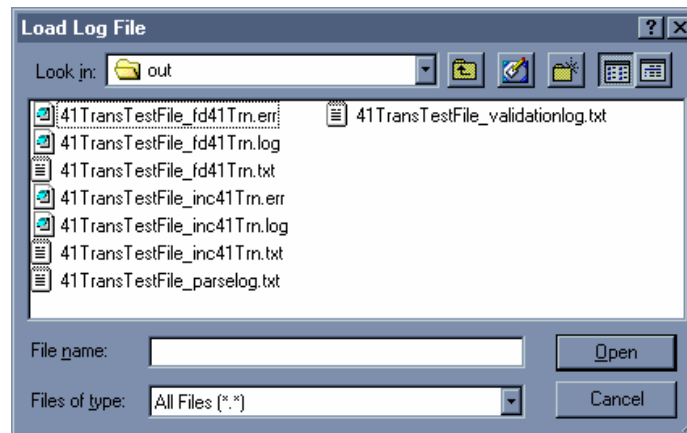 Load Log File
Look in: out
41TransTestFile_fd41Trn.err
41TransTestFile_fd41Trn.log
41TransTestFile_fd41Trn.txt
41TransTestFile_inc41Trn.err
41TransTestFile_inc41Trn.log
41TransTestFile_inc41Trn.txt
41TransTestFile_parselog.txt
41TransTestFile_validationlog.txt
File name:
Open
Files of type: All Files (*.*)
Cancel